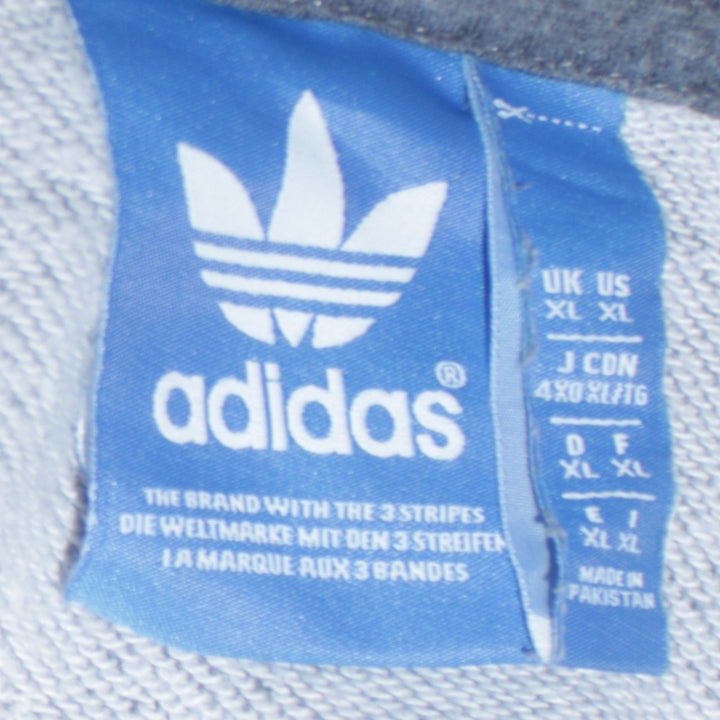 adidas®
THE BRAND WITH THE 3 STRIPES
DIE WELTMARKE MIT DEN 3 STREIFEN
LA MARQUE AUX 3 BANDES
UK US
XL XL
J CDN
4XO XL/TG
D F
XL XL
E I
XL XL
MADE IN
PAKISTAN